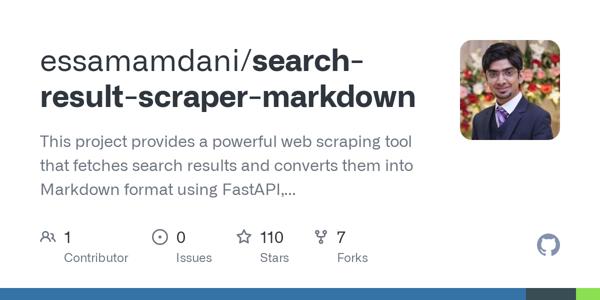 essamamdani/search-
result-scraper-markdown
This project provides a powerful web scraping tool
that fetches search results and converts them into
Markdown format using FastAPI,...
1 0 110 7
Contributor Issues Stars Forks